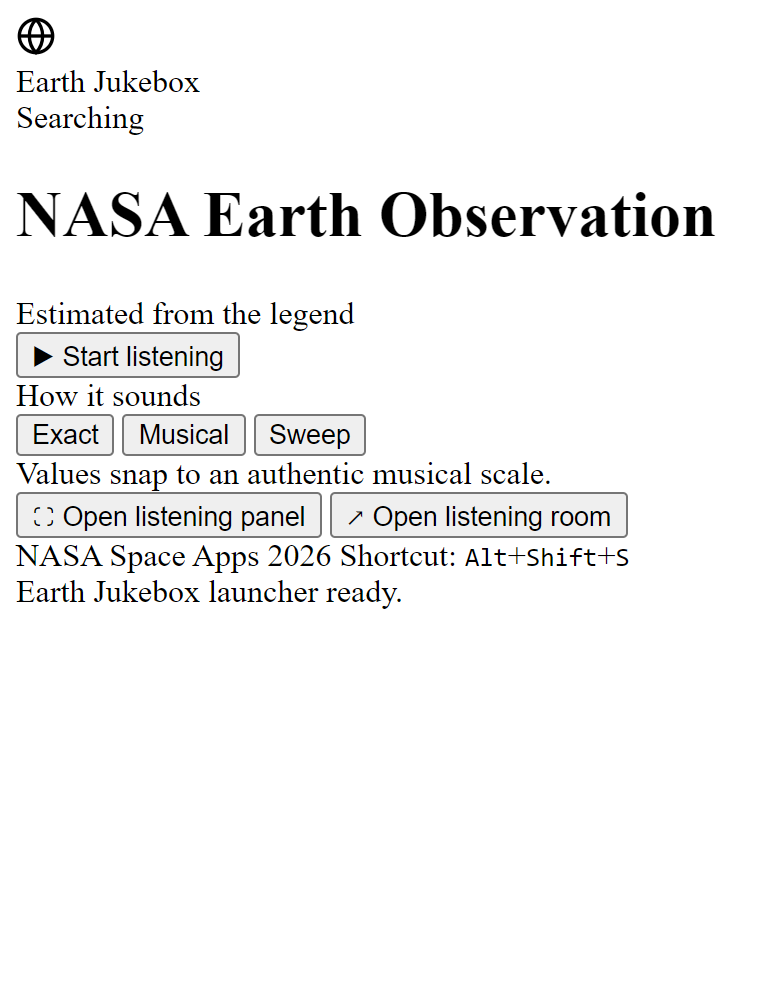 Earth Jukebox
Searching
NASA Earth Observation
Estimated from the legend
▶ Start listening
How it sounds
Exact Musical Sweep
Values snap to an authentic musical scale.
⛶ Open listening panel ↗ Open listening room
NASA Space Apps 2026 Shortcut: Alt+Shift+S
Earth Jukebox launcher ready.